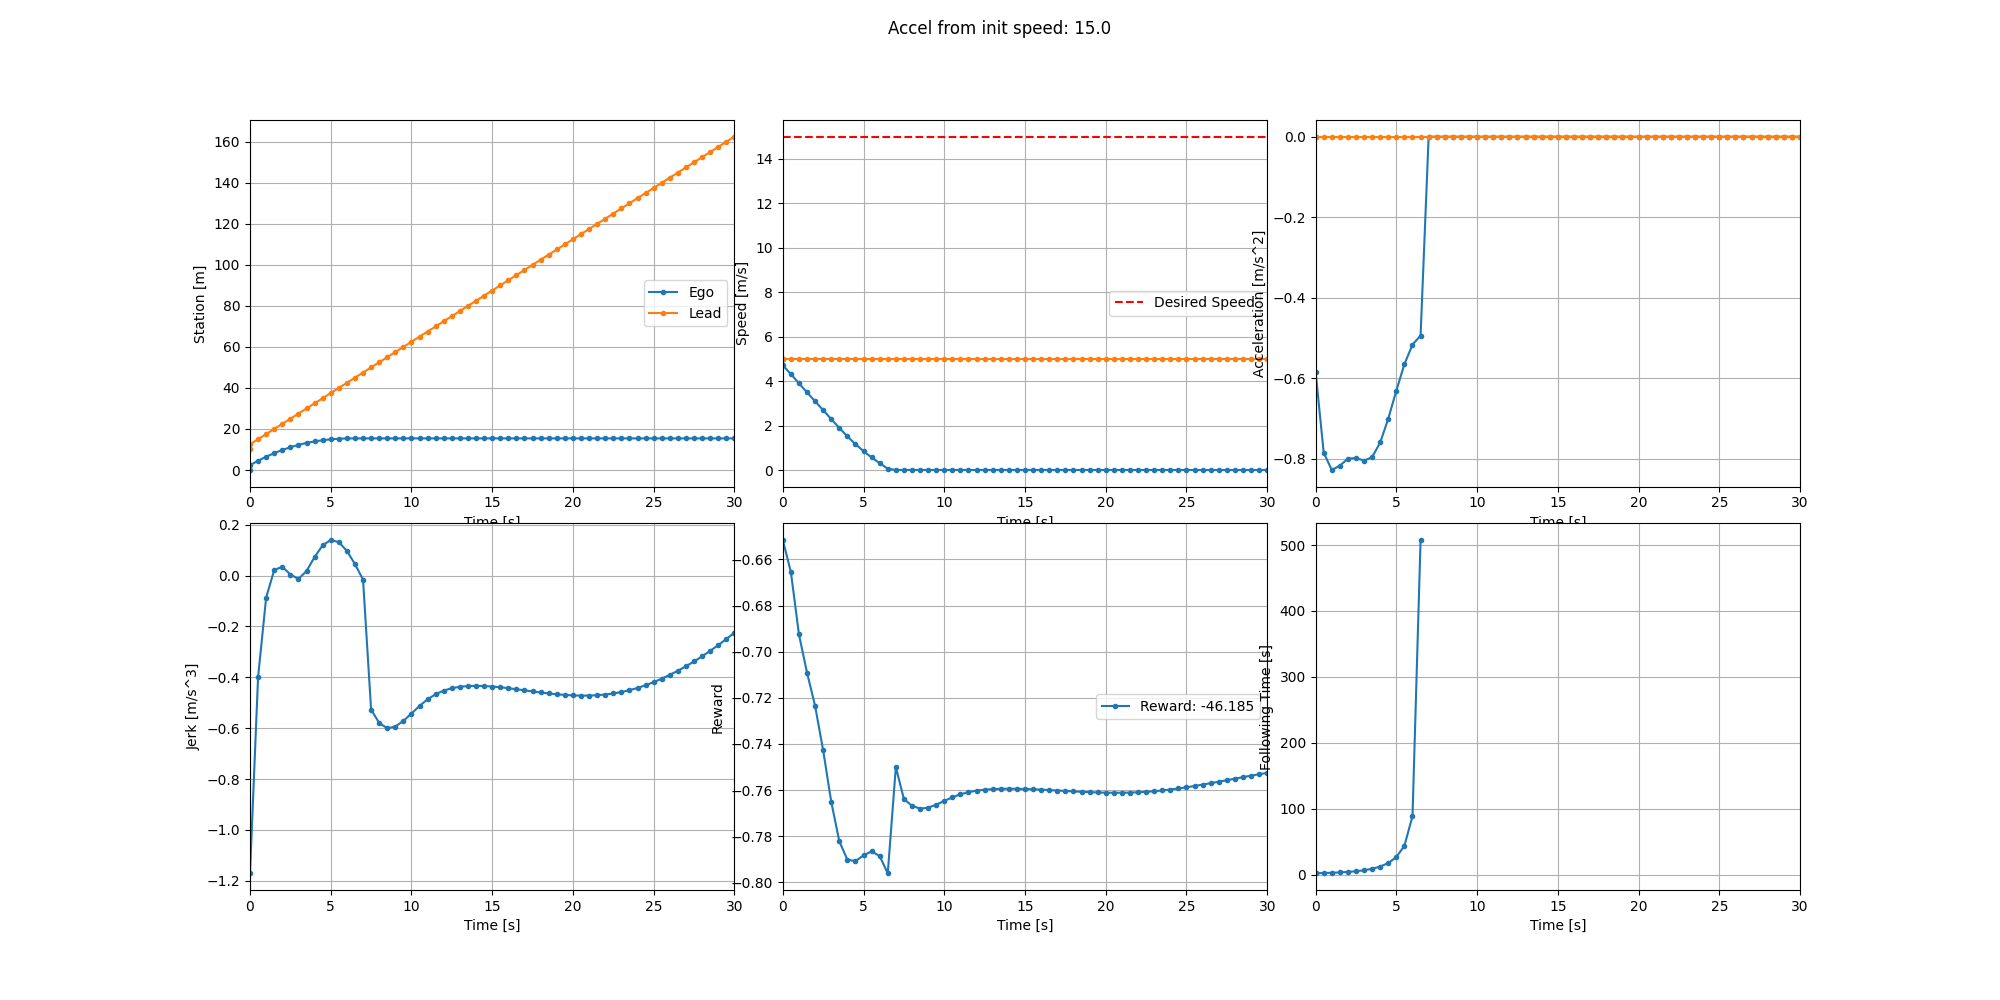 Accel from init speed: 15.0
Station [m]
160
140
120
100
80
60
40
20
0
0 5 10 15 20 25 30
Time [s]
Ego
Lead
Speed [m/s]
14
12
10
8
6
4
2
0
0 5 10 15 20 25 30
Time [s]
Desired Speed
Acceleration [m/s^2]
0.0
−0.2
−0.4
−0.6
−0.8
0 5 10 15 20 25 30
Time [s]
Jerk [m/s^3]
0.2
0.0
−0.2
−0.4
−0.6
−0.8
−1.0
−1.2
0 5 10 15 20 25 30
Time [s]
Reward
−0.66
−0.68
−0.70
−0.72
−0.74
−0.76
−0.78
−0.80
0 5 10 15 20 25 30
Time [s]
Reward: -46.185
Following Time [s]
500
400
300
200
100
0
0 5 10 15 20 25 30
Time [s]